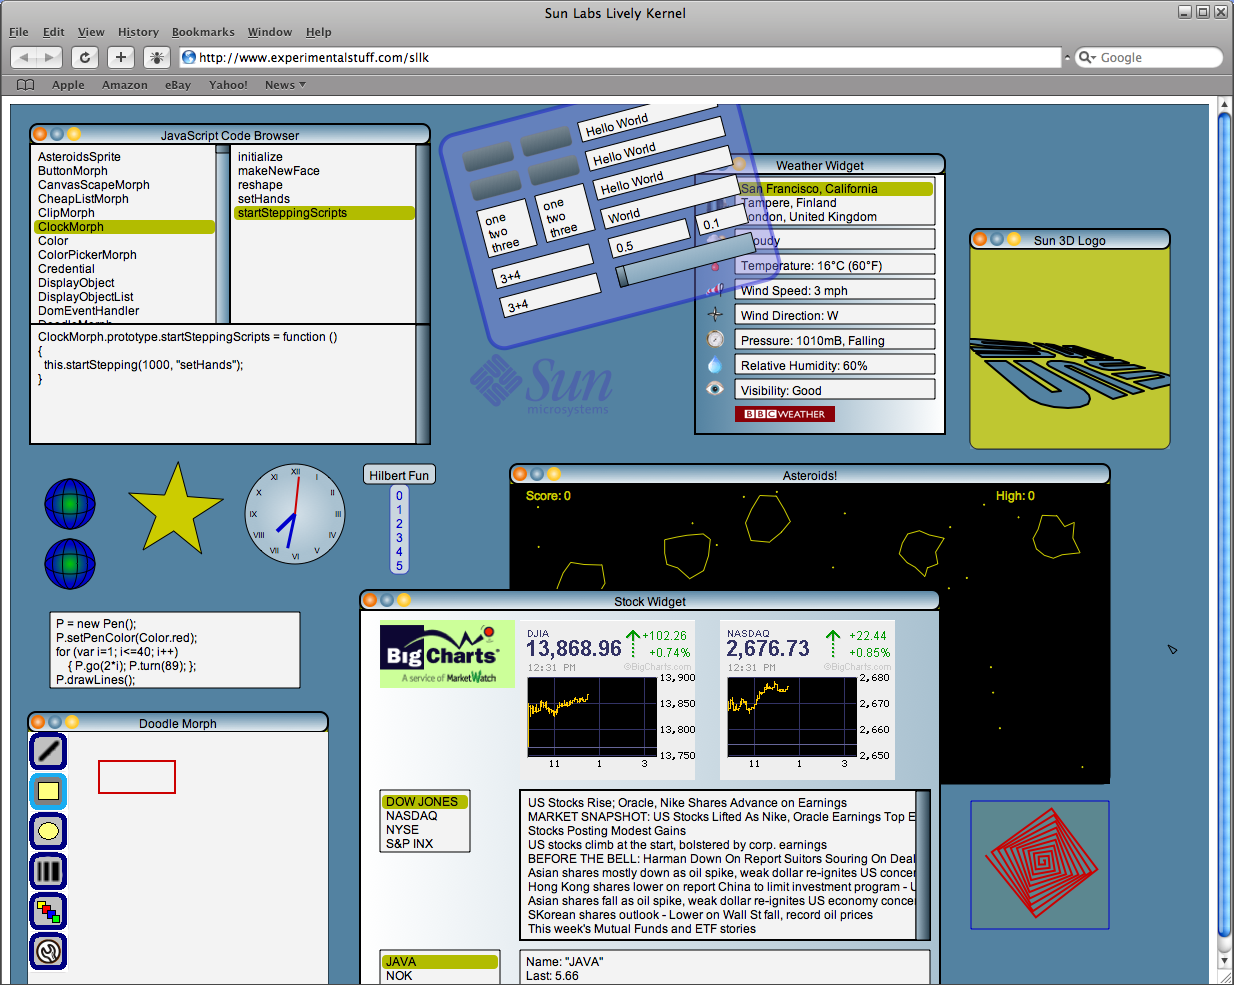 Sun Labs Lively Kernel
File Edit View History Bookmarks Window Help
http://www.experimentalstuff.com/sllk
Google
Apple Amazon eBay Yahoo! News
JavaScript Code Browser
AsteroidsSprite
ButtonMorph
CanvasScapeMorph
CheapListMorph
ClipMorph
ClockMorph
Color
ColorPickerMorph
Credential
DisplayObject
DisplayObjectList
DomEventHandler
DoodleMorph
initialize
makeNewFace
reshape
setHands
startSteppingScripts
ClockMorph.prototype.startSteppingScripts = function ()
{
this.startStepping(1000, "setHands");
}
Hello World
Hello World
Hello World
World
one
two
three
one
two
three
0.5
0.1
3+4
3+4
Sun
microsystems
Weather Widget
San Francisco, California
Tampere, Finland
London, United Kingdom
Cloudy
Temperature: 16°C (60°F)
Wind Speed: 3 mph
Wind Direction: W
Pressure: 1010mB, Falling
Relative Humidity: 60%
Visibility: Good
BBC WEATHER
Sun 3D Logo
XII
I
II
III
IV
V
VI
VII
VIII
IX
X
XI
Hilbert Fun
0
1
2
3
4
5
Asteroids!
Score: 0
High: 0
P = new Pen();
P.setPenColor(Color.red);
for (var i=1; i<=40; i++)
{ P.go(2*i); P.turn(89); };
P.drawLines();
Doodle Morph
Stock Widget
BigCharts
A service of MarketWatch
DJIA
13,868.96
+102.26
+0.74%
12:31 PM
©BigCharts.com
13,900
13,850
13,800
13,750
11 1 3
NASDAQ
2,676.73
+22.44
+0.85%
12:31 PM
©BigCharts.com
2,680
2,670
2,660
2,650
11 1 3
DOW JONES
NASDAQ
NYSE
S&P INX
US Stocks Rise; Oracle, Nike Shares Advance on Earnings
MARKET SNAPSHOT: US Stocks Lifted As Nike, Oracle Earnings Top E
Stocks Posting Modest Gains
US stocks climb at the start, bolstered by corp. earnings
BEFORE THE BELL: Harman Down On Report Suitors Souring On Deal
Asian shares mostly down as oil spike, weak dollar re-ignites US concer
Hong Kong shares lower on report China to limit investment program - U
Asian shares fall as oil spike, weak dollar re-ignites US economy concer
SKorean shares outlook - Lower on Wall St fall, record oil prices
This week's Mutual Funds and ETF stories
JAVA
NOK
Name: "JAVA"
Last: 5.66